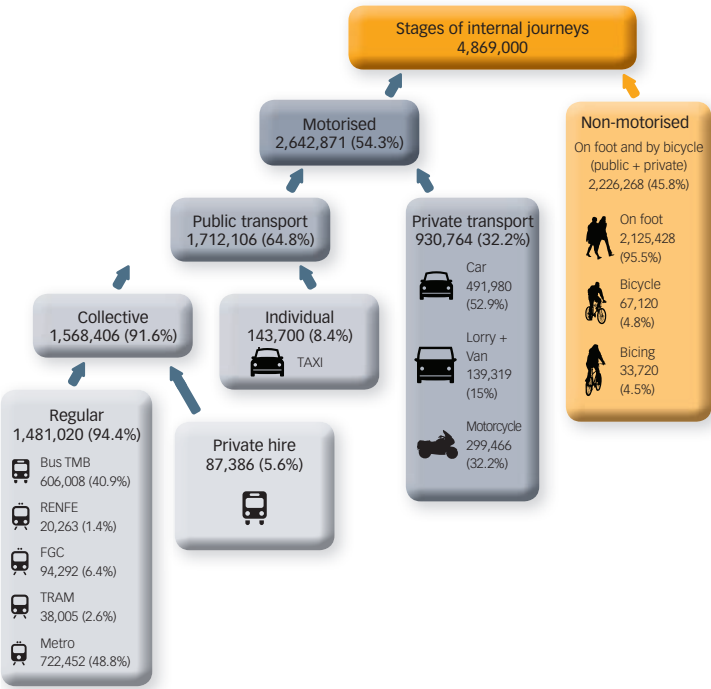 Stages of internal journeys
4,869,000
Motorised
2,642,871 (54.3%)
Non-motorised
On foot and by bicycle
(public + private)
2,226,268 (45.8%)
On foot
2,125,428
(95.5%)
Bicycle
67,120
(4.8%)
Bicing
33,720
(4.5%)
Public transport
1,712,106 (64.8%)
Private transport
930,764 (32.2%)
Car
491,980
(52.9%)
Lorry +
Van
139,319
(15%)
Motorcycle
299,466
(32.2%)
Collective
1,568,406 (91.6%)
Individual
143,700 (8.4%)
TAXI
Regular
1,481,020 (94.4%)
Bus TMB
606,008 (40.9%)
RENFE
20,263 (1.4%)
FGC
94,292 (6.4%)
TRAM
38,005 (2.6%)
Metro
722,452 (48.8%)
Private hire
87,386 (5.6%)